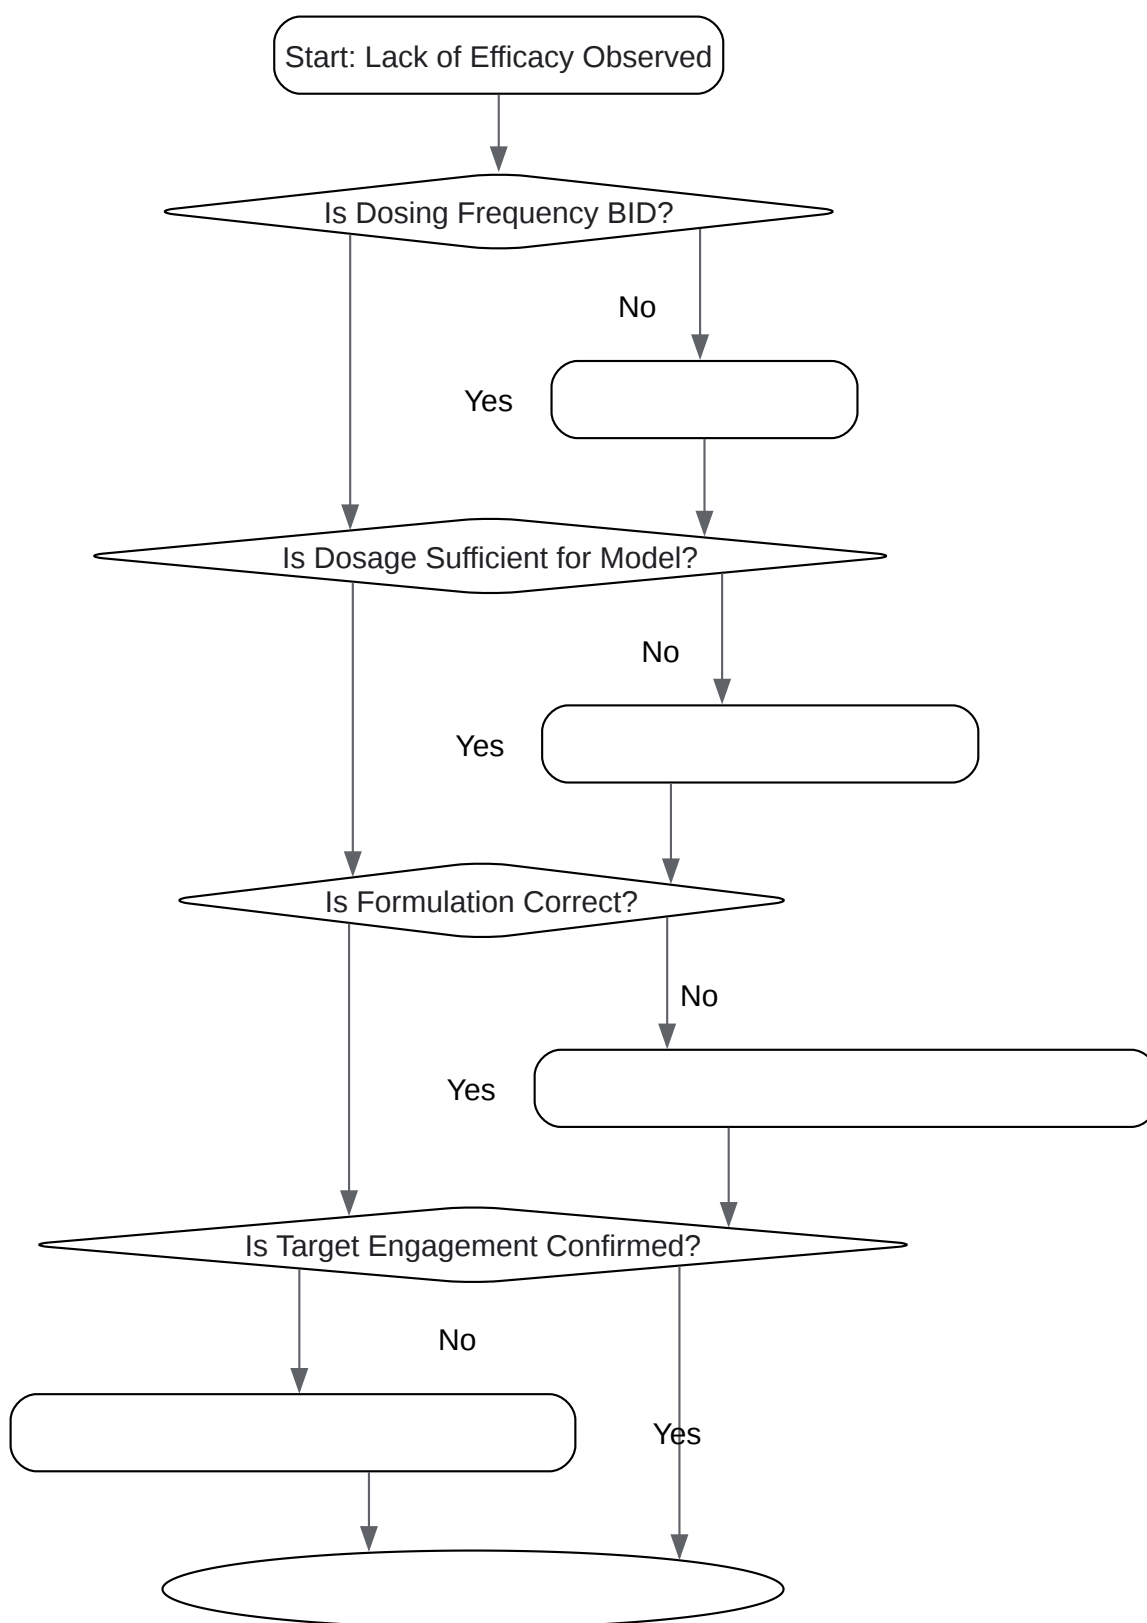 Start: Lack of Efficacy Observed
Is Dosing Frequency BID?
No
Yes
Is Dosage Sufficient for Model?
No
Yes
Is Formulation Correct?
No
Yes
Is Target Engagement Confirmed?
No
Yes